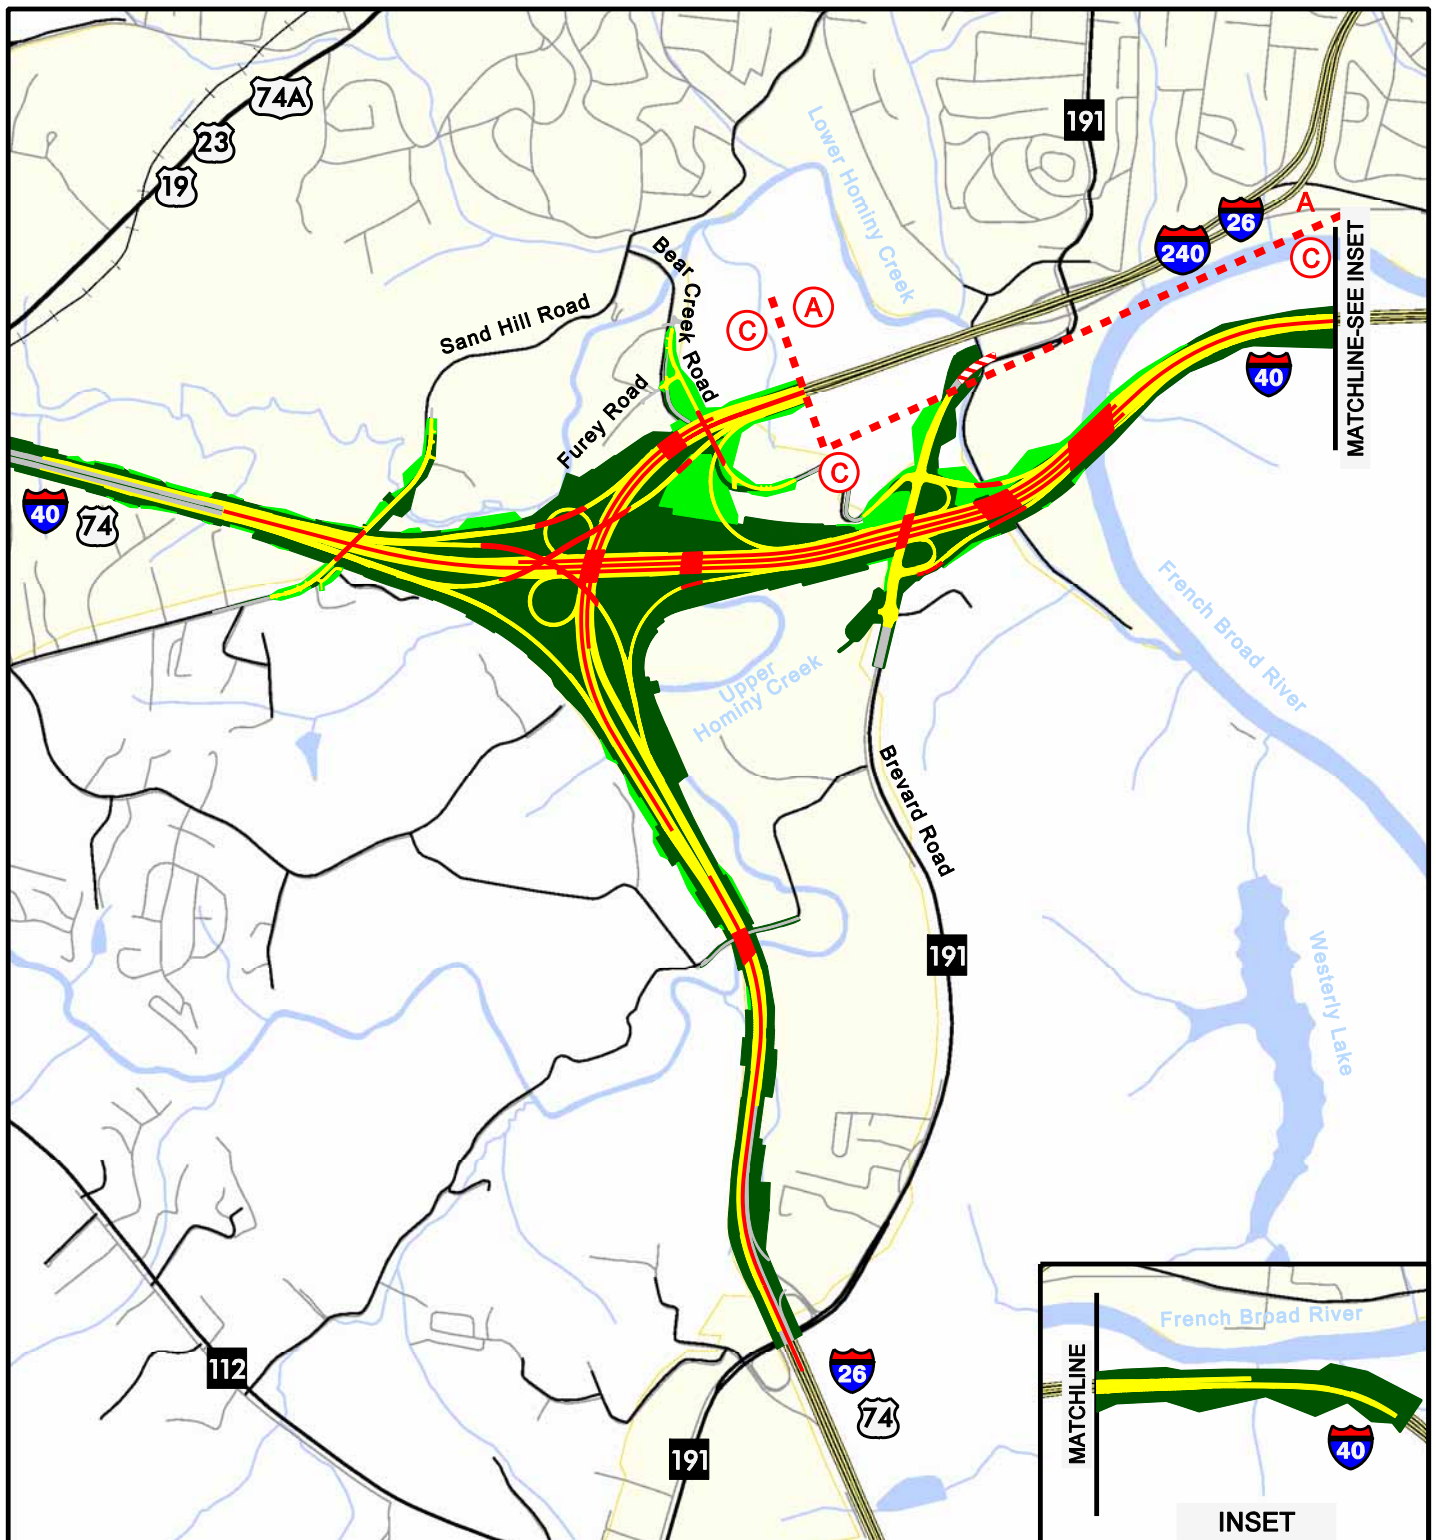 74A
23
19
191
Lower Hominy Creek
26
240
A
C
MATCHLINE-SEE INSET
Bear Creek Road
Sand Hill Road
C
A
40
Furey Road
C
40
74
French Broad River
Upper
Hominy Creek
Brevard Road
191
Westerly Lake
French Broad River
MATCHLINE
112
26
74
40
191
INSET